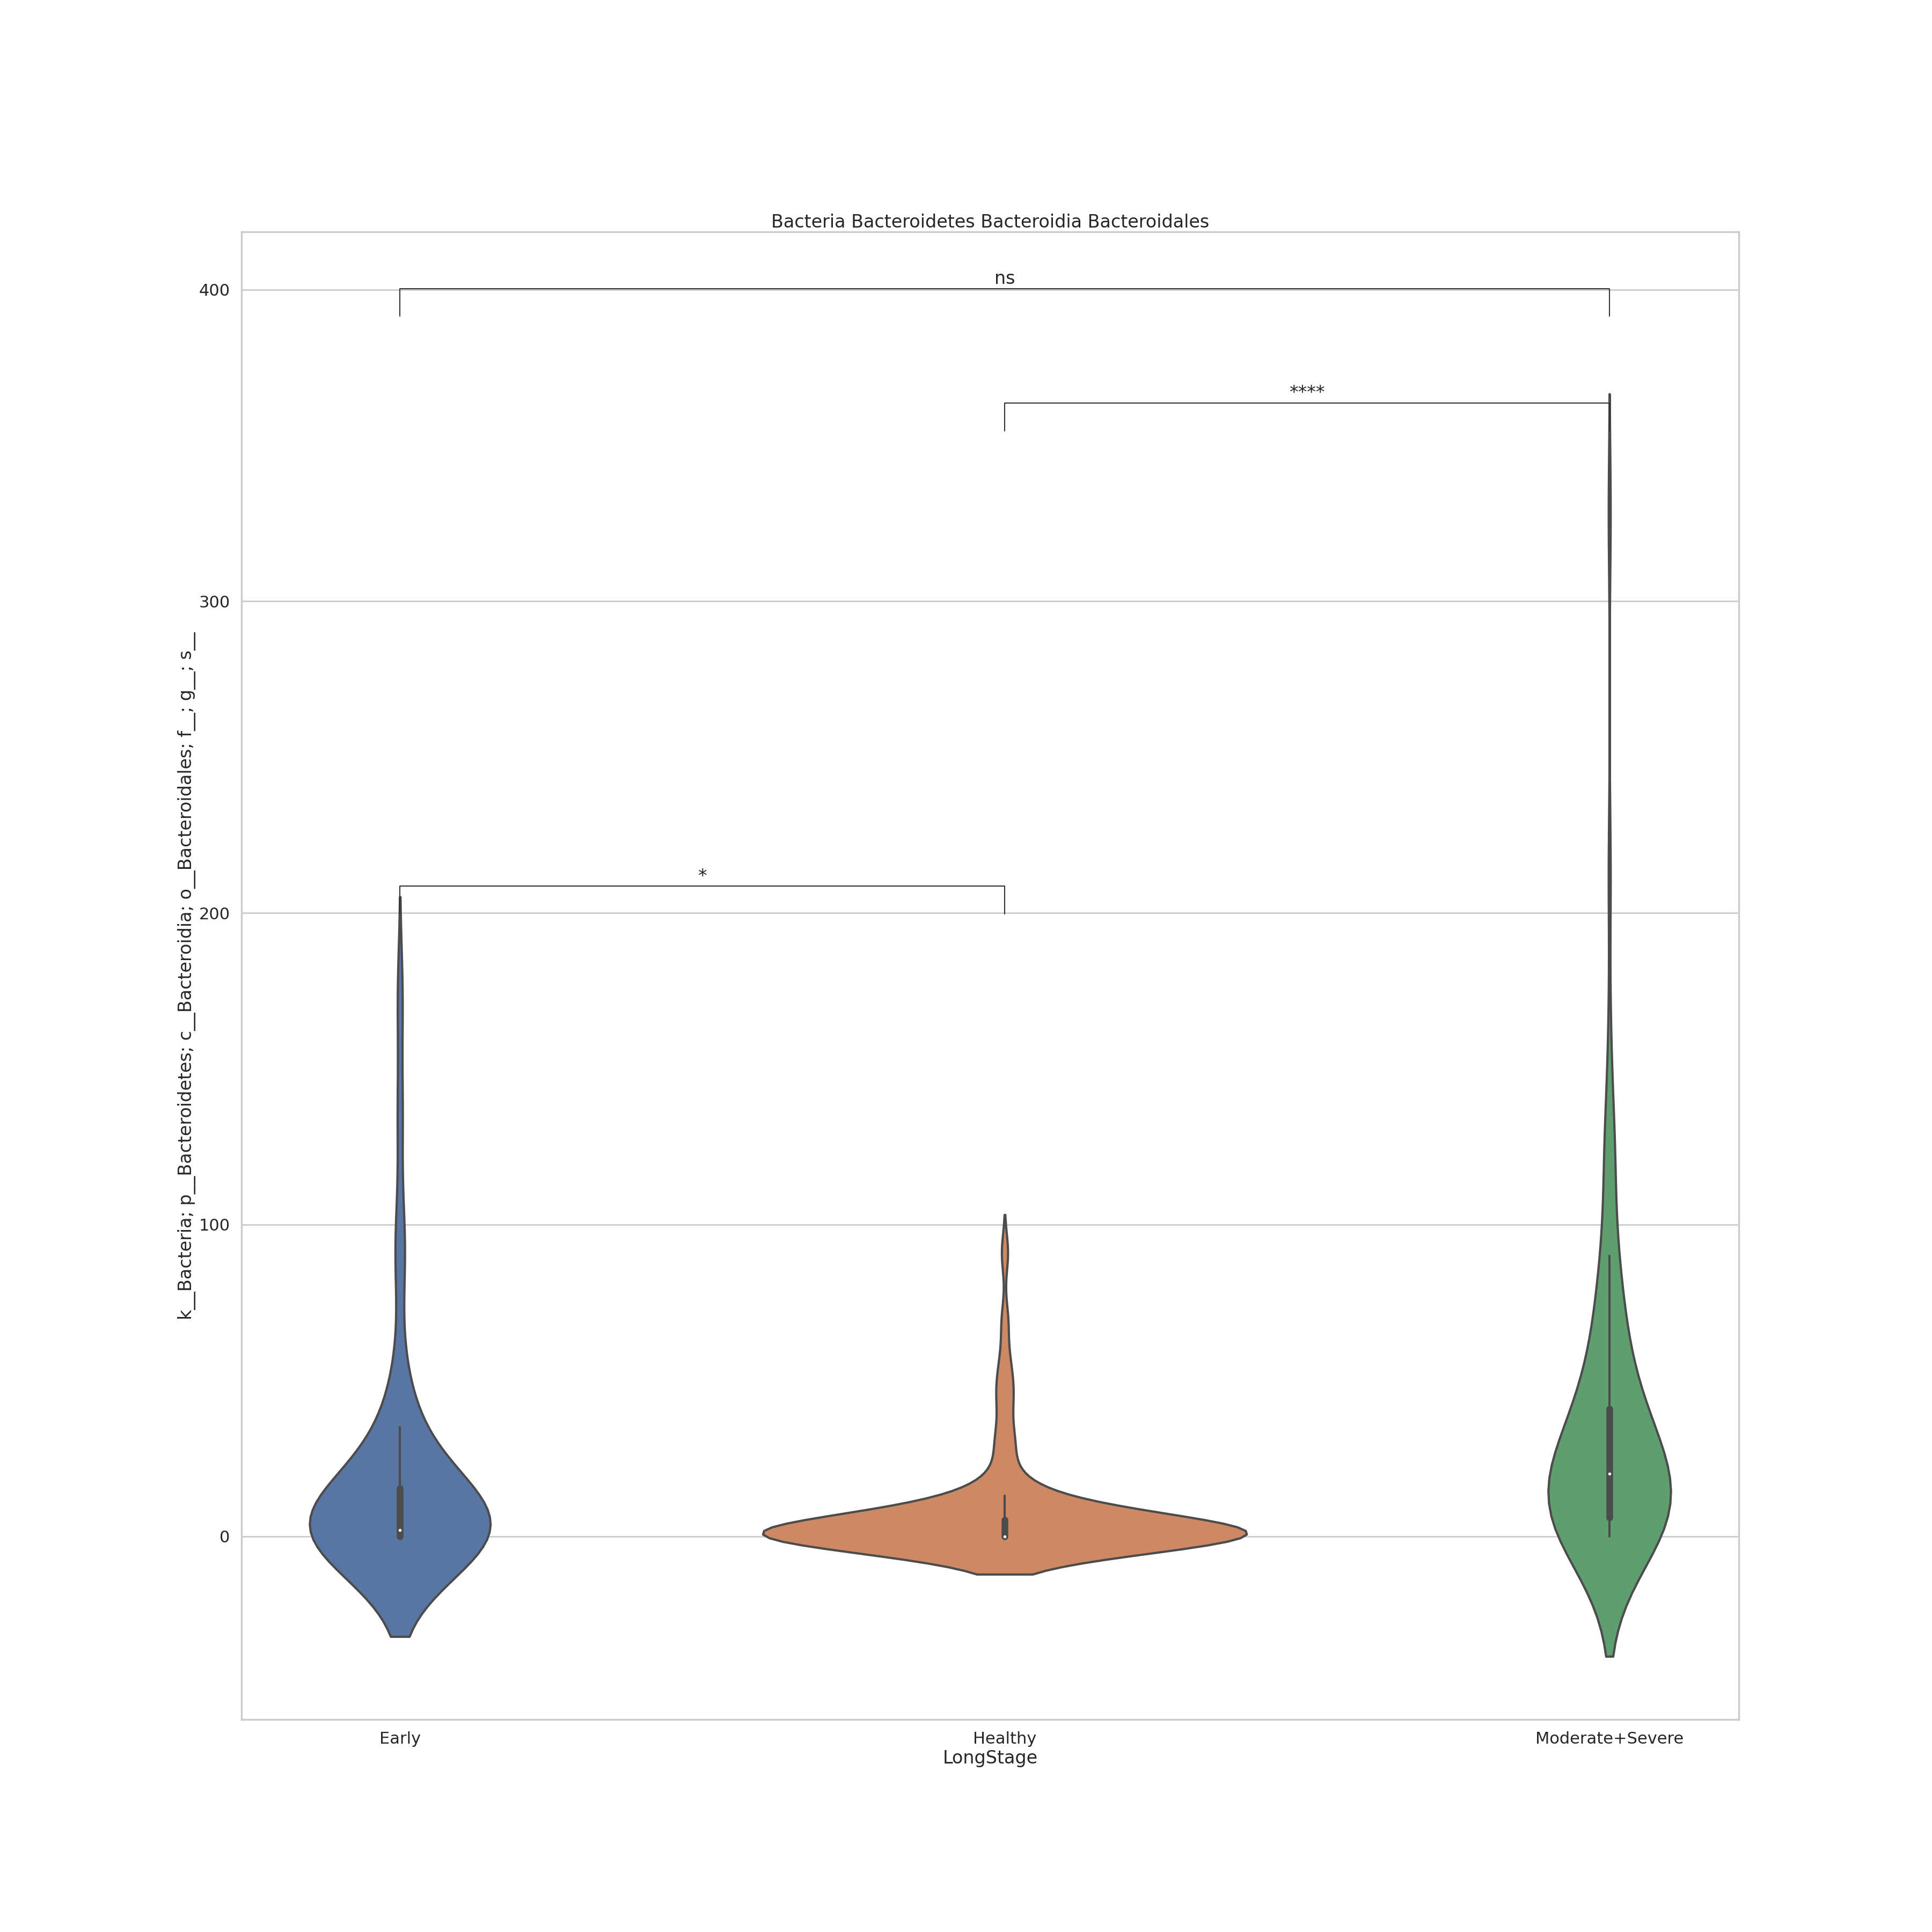 Bacteria Bacteroidetes Bacteroidia Bacteroidales
k__Bacteria; p__Bacteroidetes; c__Bacteroidia; o__Bacteroidales; f__; g__; s__
400
300
200
100
0
ns
****
*
Early
Healthy
Moderate+Severe
LongStage